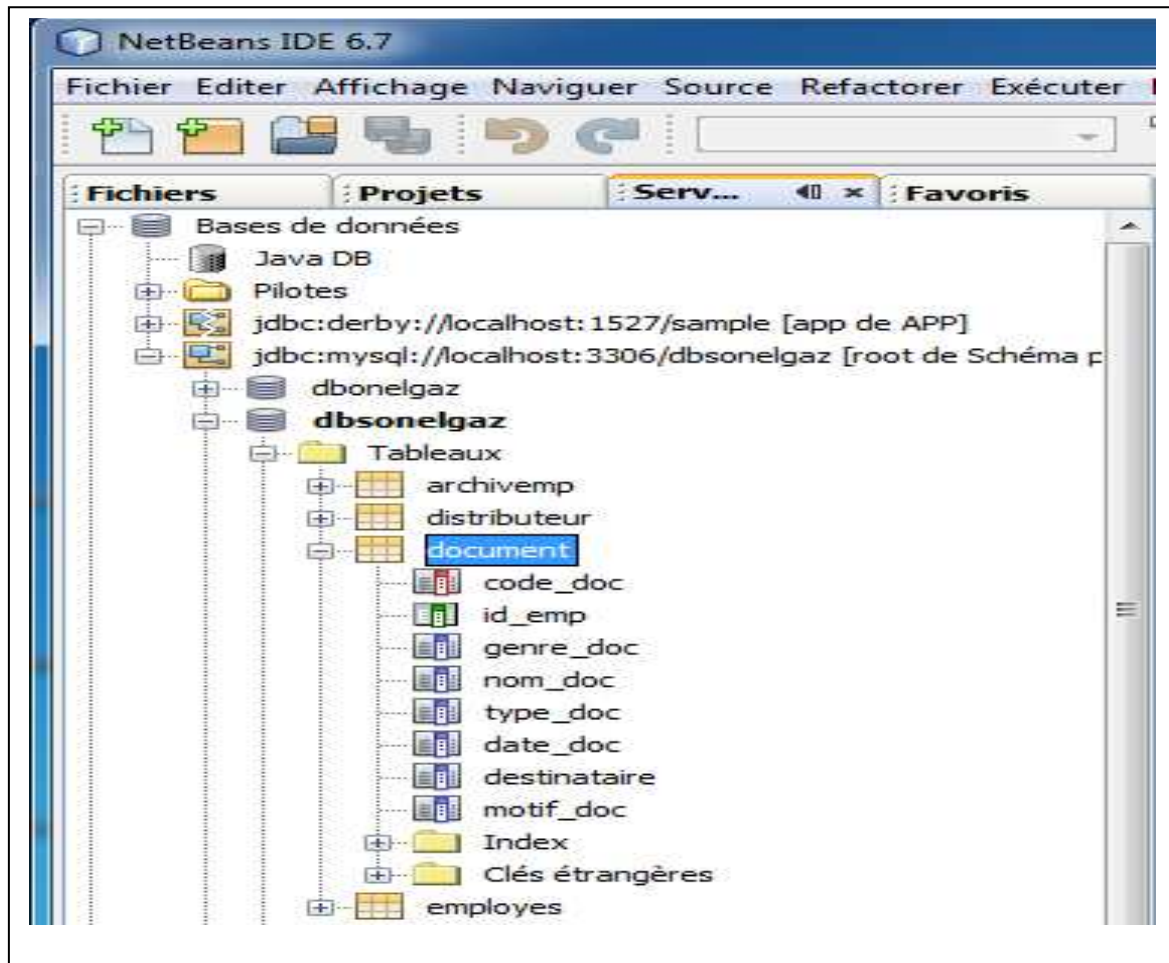 NetBeans IDE 6.7
Fichier Editer Affichage Naviguer Source Refactorer Exécuter
Fichiers Projets Serv... Favoris
Bases de données
Java DB
Pilotes
jdbc:derby://localhost:1527/sample [app de APP]
jdbc:mysql://localhost:3306/dbsonelgaz [root de Schéma p
dbonelgaz
dbsonelgaz
Tableaux
archivemp
distributeur
document
code_doc
id_emp
genre_doc
nom_doc
type_doc
date_doc
destinataire
motif_doc
Index
Clés étrangères
employes